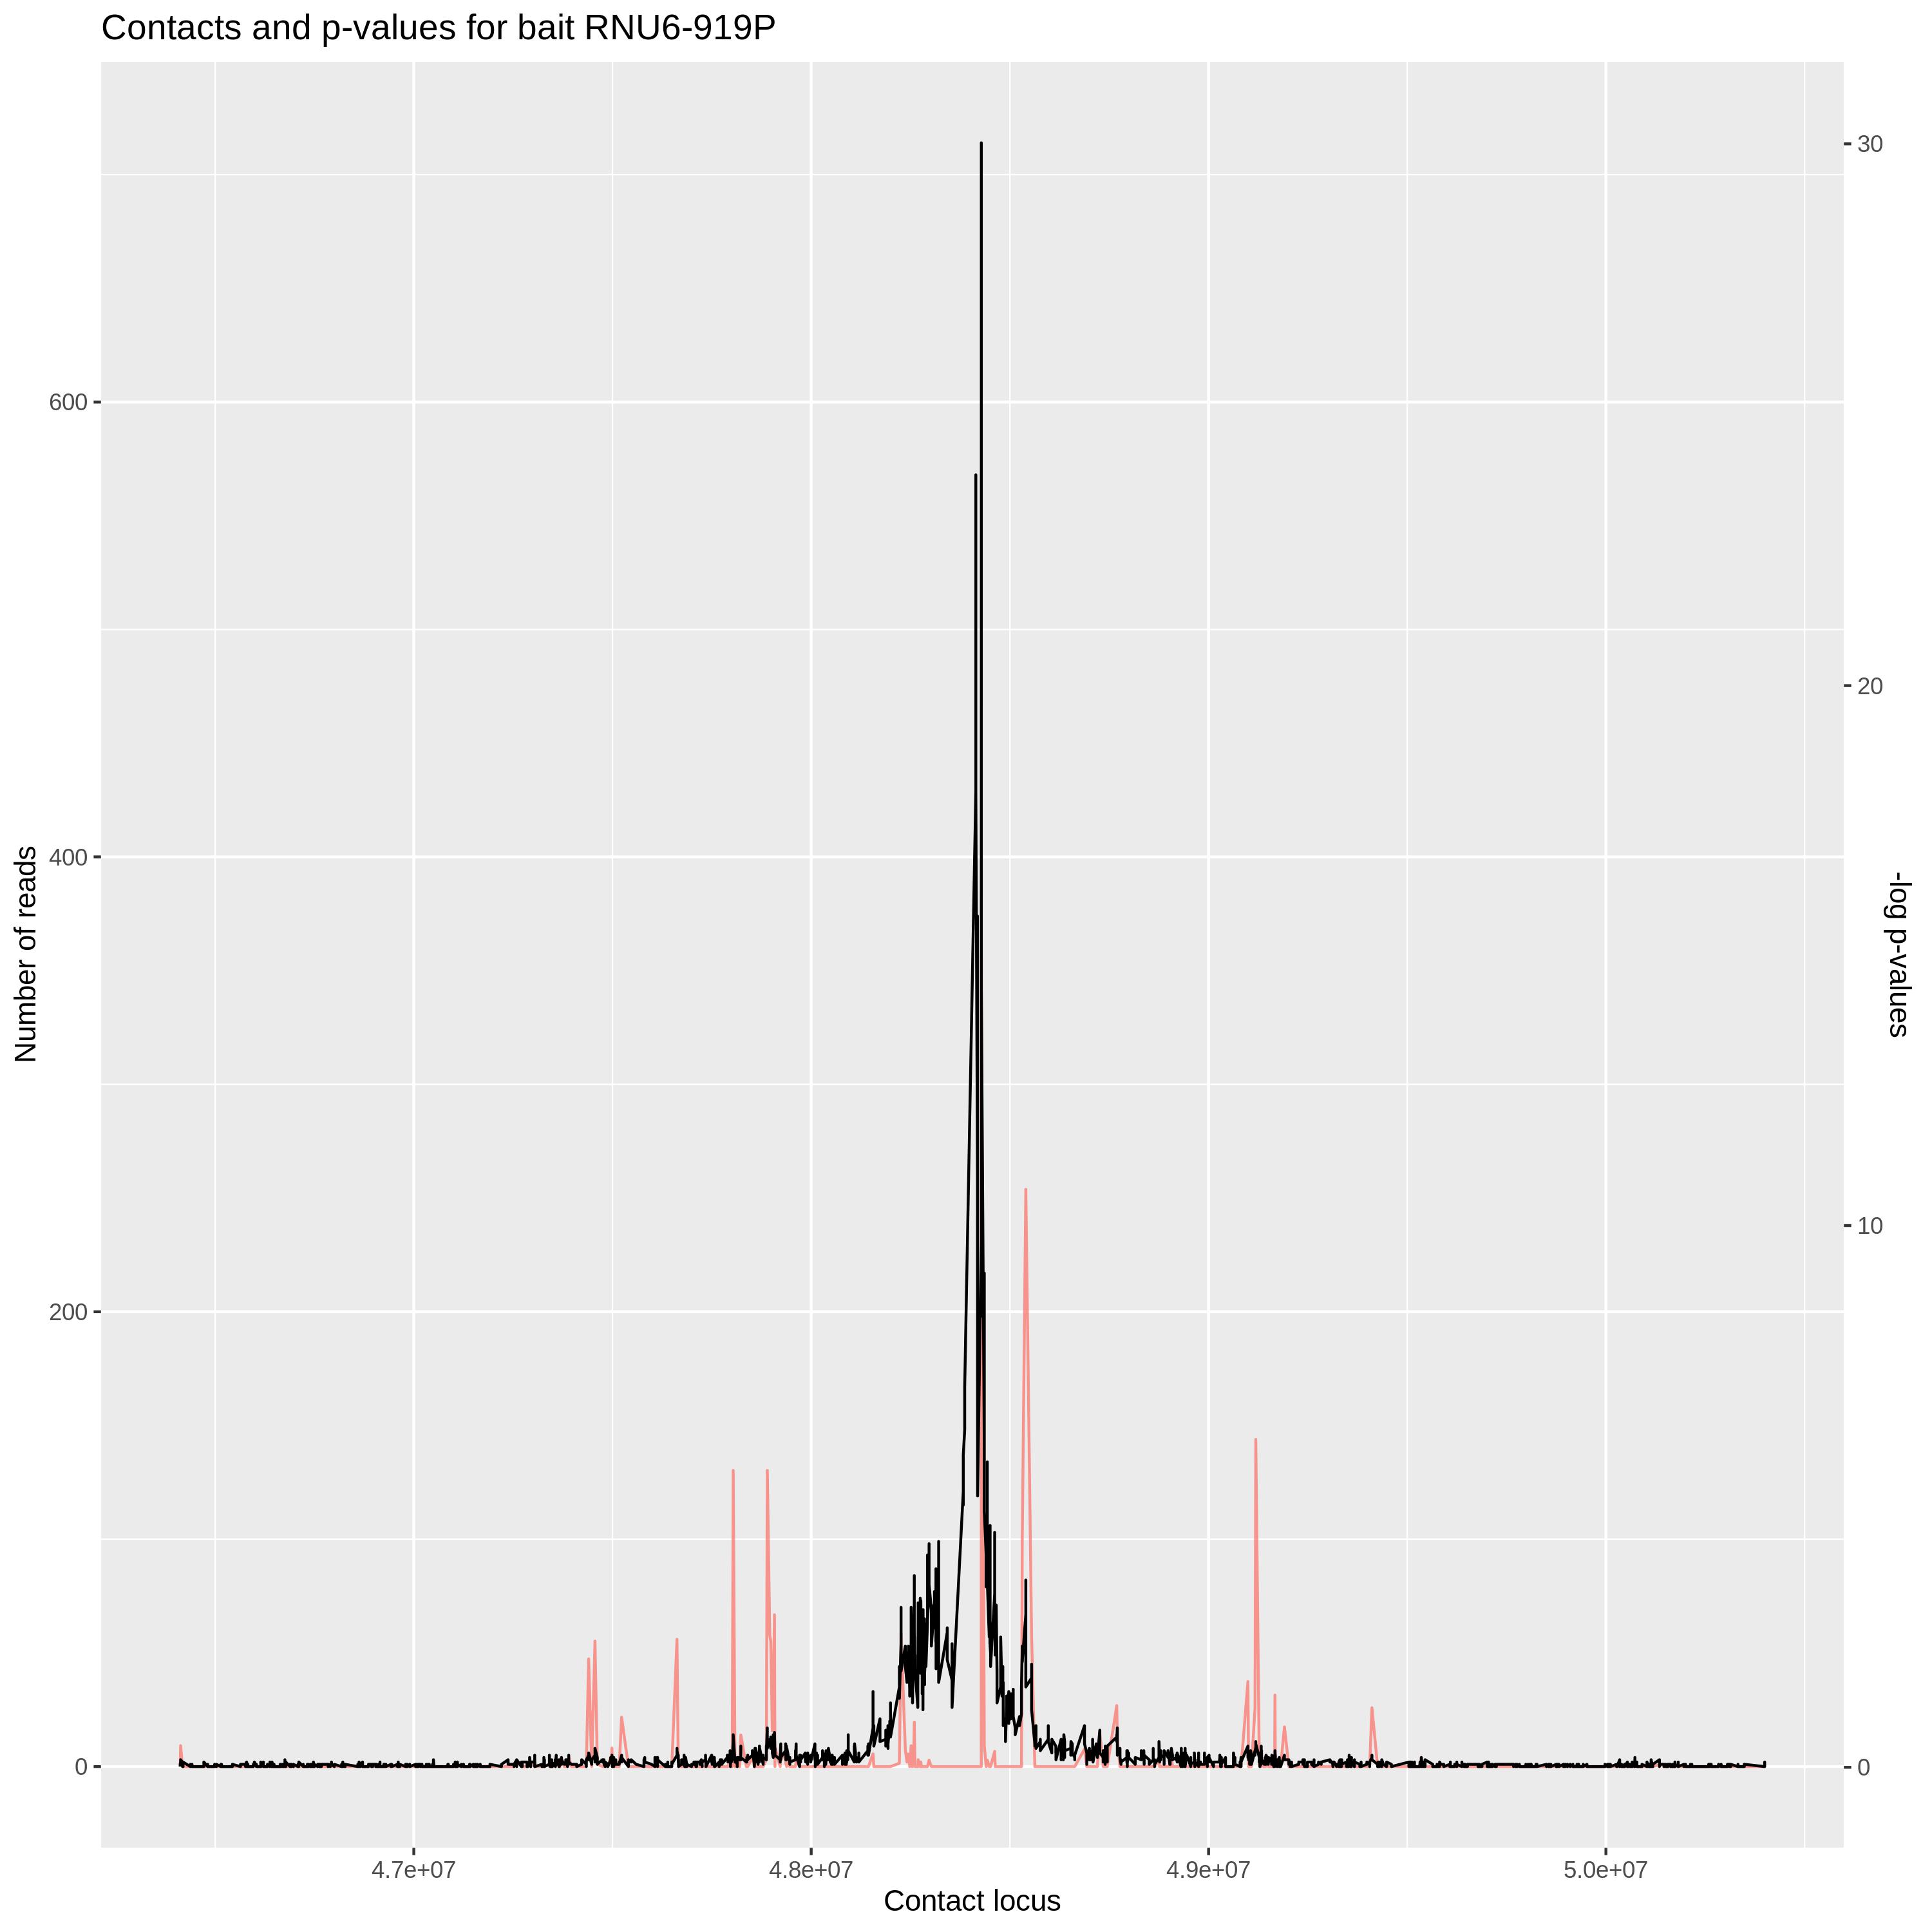 Contacts and p-values for bait RNU6-919P
30
600
20
400
Number of reads
-log p-values
10
200
0
0
4.7e+07
4.8e+07
4.9e+07
5.0e+07
Contact locus